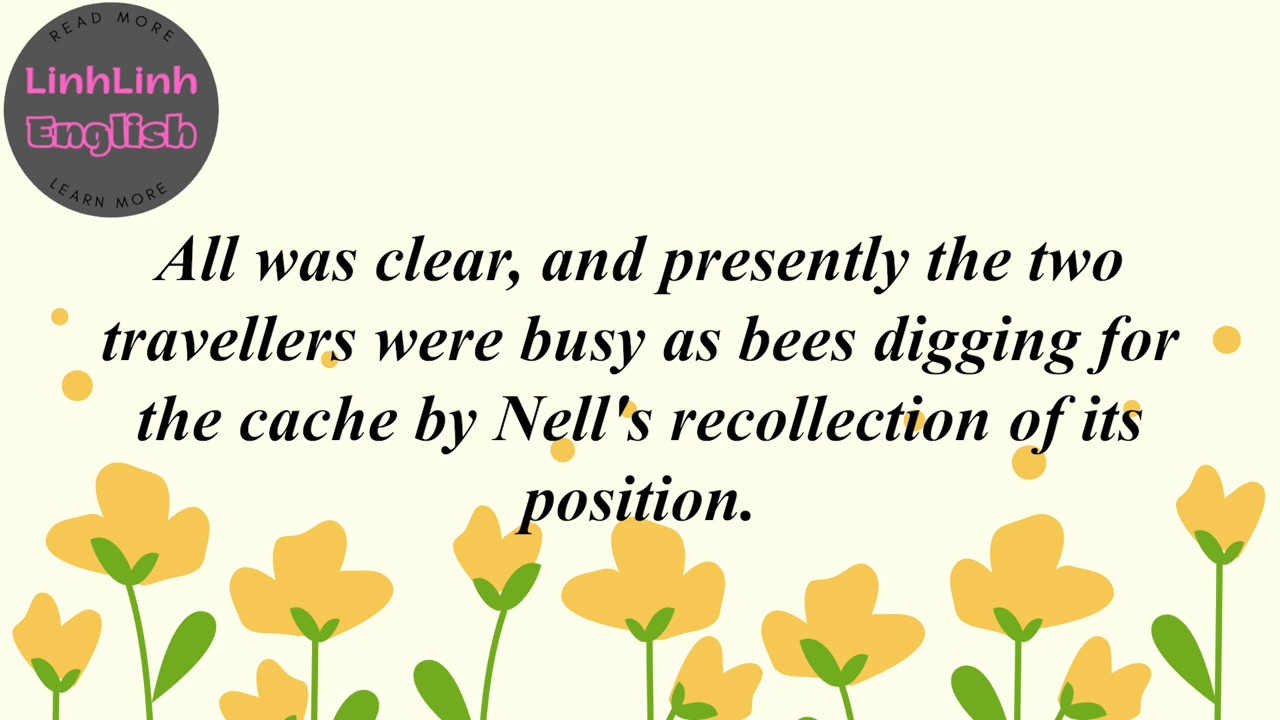 READ MORE
LinhLinh
English
LEARN MORE
All was clear, and presently the two
travellers were busy as bees digging for
the cache by Nell's recollection of its
position.